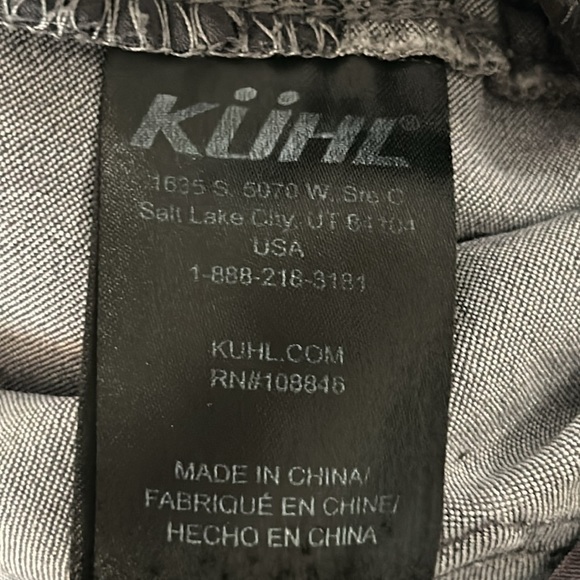 KÜHL®
1635 S. 5070 W. Ste C
Salt Lake City, UT 84104
USA
1-888-218-3181
KUHL.COM
RN#108846
MADE IN CHINA/
FABRIQUÉ EN CHINE/
HECHO EN CHINA